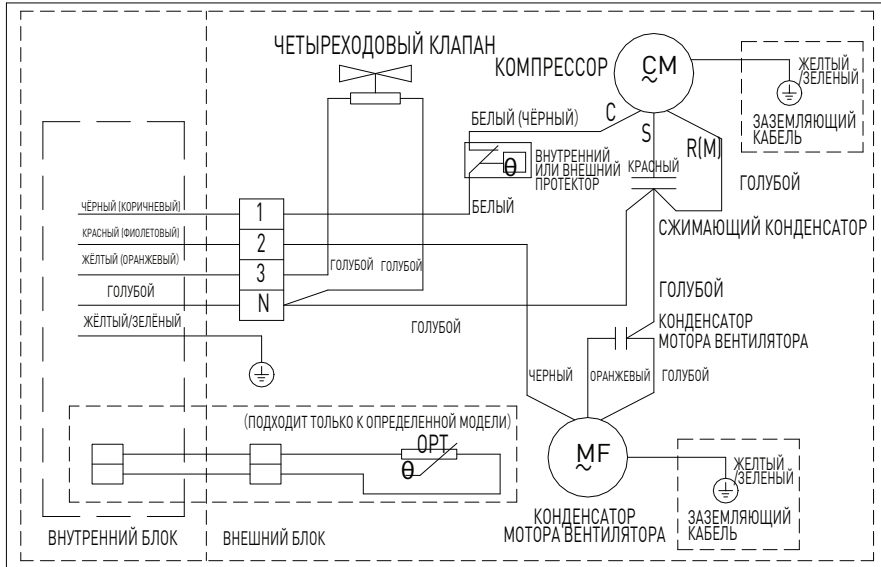 ЧЕТЫРЕХОДОВЫЙ КЛАПАН
КОМПРЕССОР
CM
~
ЖЕЛТЫЙ
/ЗЕЛЕНЫЙ
ЗАЗЕМЛЯЮЩИЙ
КАБЕЛЬ
БЕЛЫЙ (ЧЁРНЫЙ)
C
S
R(M)
θ
ВНУТРЕННИЙ
ИЛИ ВНЕШНИЙ
ПРОТЕКТОР
КРАСНЫЙ
ГОЛУБОЙ
БЕЛЫЙ
СЖИМАЮЩИЙ КОНДЕНСАТОР
ЧЁРНЫЙ (КОРИЧНЕВЫЙ)
1
КРАСНЫЙ (ФИОЛЕТОВЫЙ)
2
ЖЁЛТЫЙ (ОРАНЖЕВЫЙ)
3
ГОЛУБОЙ
ГОЛУБОЙ
ГОЛУБОЙ
N
ЖЁЛТЫЙ/ЗЕЛЁНЫЙ
ГОЛУБОЙ
ГОЛУБОЙ
КОНДЕНСАТОР
МОТОРА ВЕНТИЛЯТОРА
ЧЕРНЫЙ
ОРАНЖЕВЫЙ
ГОЛУБОЙ
(ПОДХОДИТ ТОЛЬКО К ОПРЕДЕЛЕННОЙ МОДЕЛИ)
OPT
θ
MF
~
ЖЕЛТЫЙ
/ЗЕЛЕНЫЙ
ЗАЗЕМЛЯЮЩИЙ
КАБЕЛЬ
КОНДЕНСАТОР
МОТОРА ВЕНТИЛЯТОРА
ВНУТРЕННИЙ БЛОК
ВНЕШНИЙ БЛОК